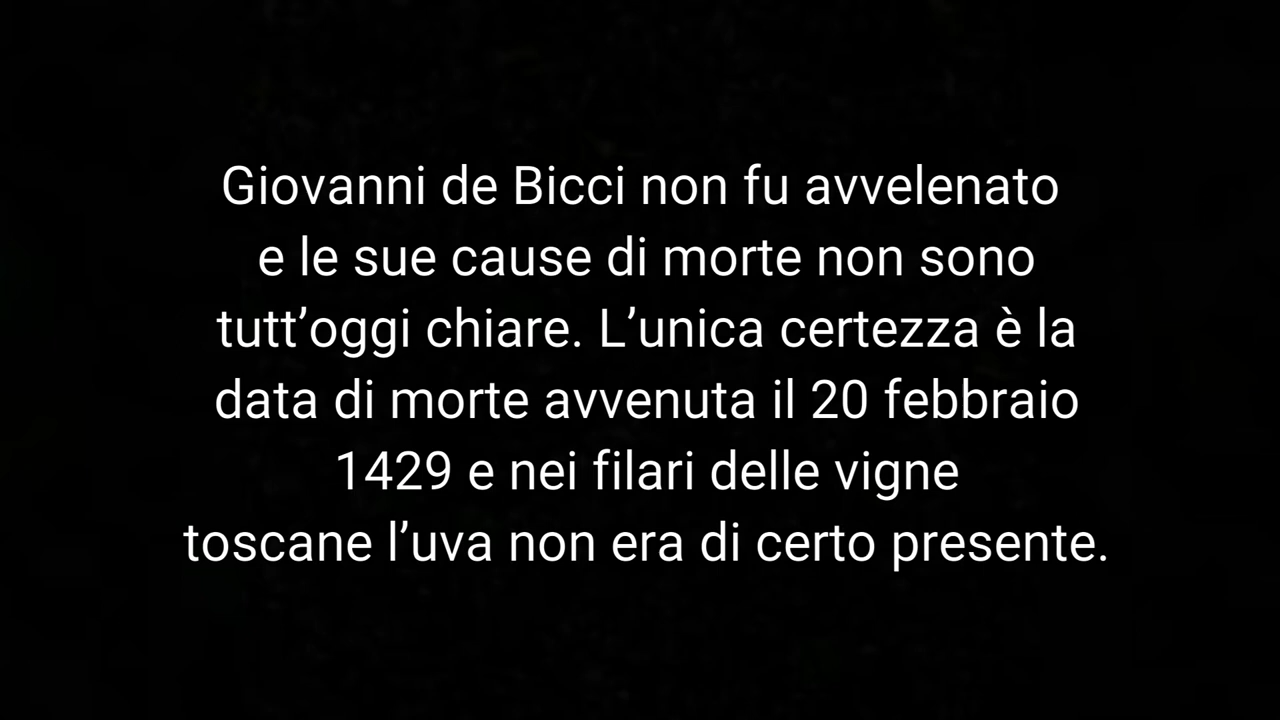 Giovanni de Bicci non fu avvelenato
e le sue cause di morte non sono
tutt’oggi chiare. L’unica certezza è la
data di morte avvenuta il 20 febbraio
1429 e nei filari delle vigne
toscane l’uva non era di certo presente.